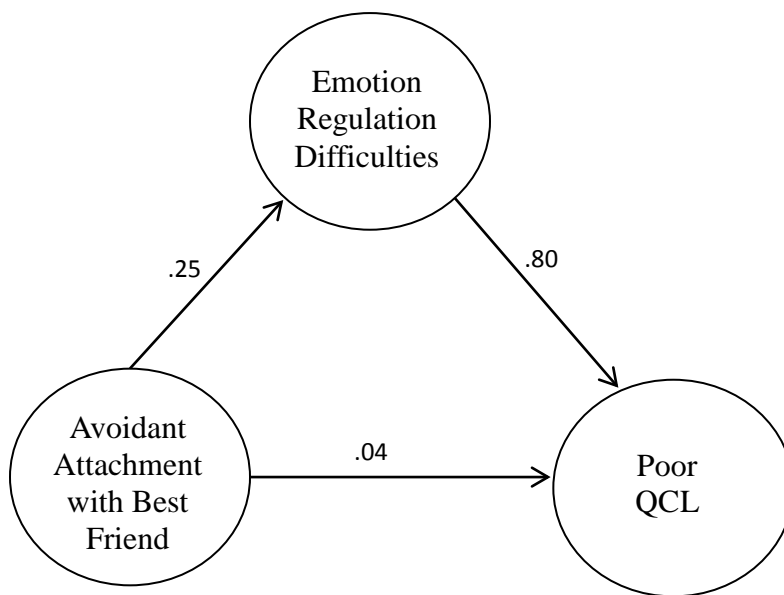 Emotion
Regulation
Difficulties
.25
.80
Avoidant
Attachment
with Best
Friend
.04
Poor
QCL